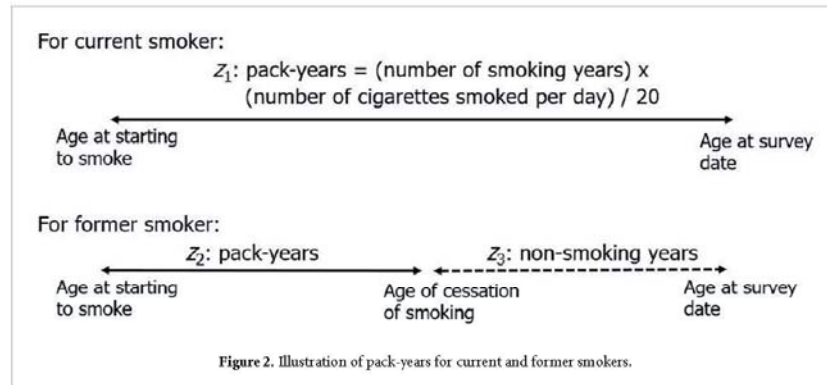 For current smoker:
z₁: pack-years = (number of smoking years) x
(number of cigarettes smoked per day) / 20
Age at starting
to smoke
Age at survey
date
For former smoker:
z₂: pack-years
z₃: non-smoking years
Age at starting
to smoke
Age of cessation
of smoking
Age at survey
date
Figure 2. Illustration of pack-years for current and former smokers.